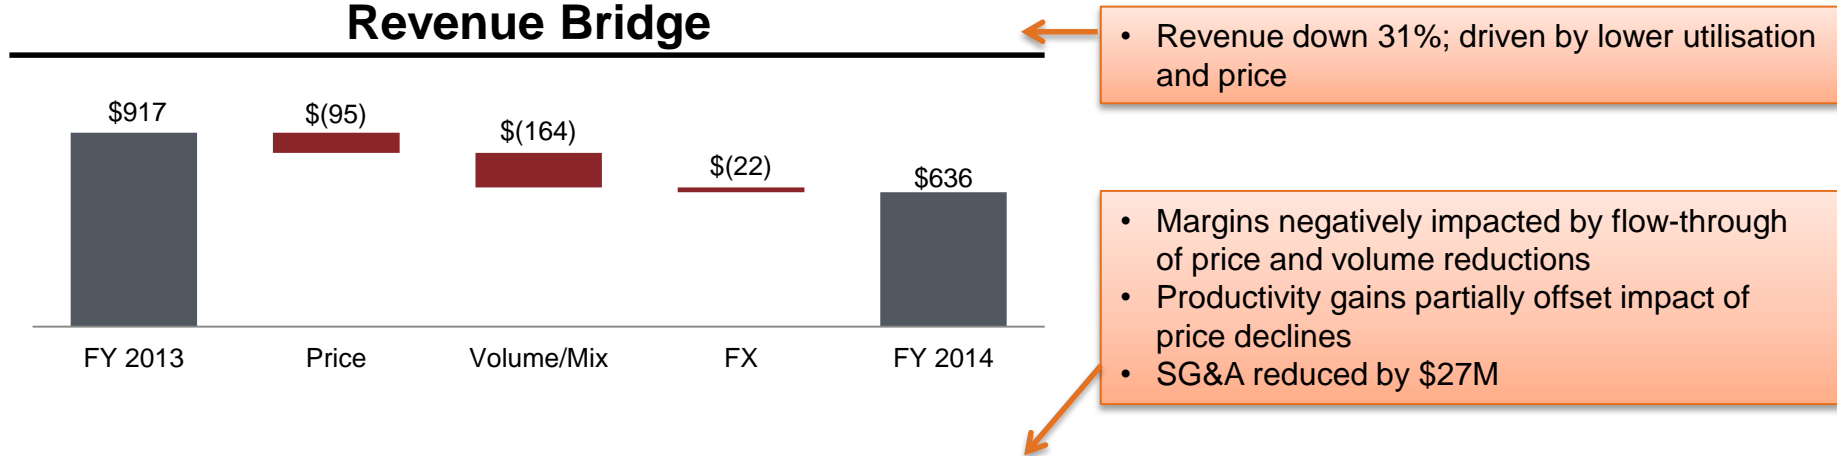 Revenue Bridge
$917
$(95)
$(164)
$(22)
$636
FY 2013
Price
Volume/Mix
FX
FY 2014
• Revenue down 31%; driven by lower utilisation
and price
• Margins negatively impacted by flow-through
of price and volume reductions
• Productivity gains partially offset impact of
price declines
• SG&A reduced by $27M